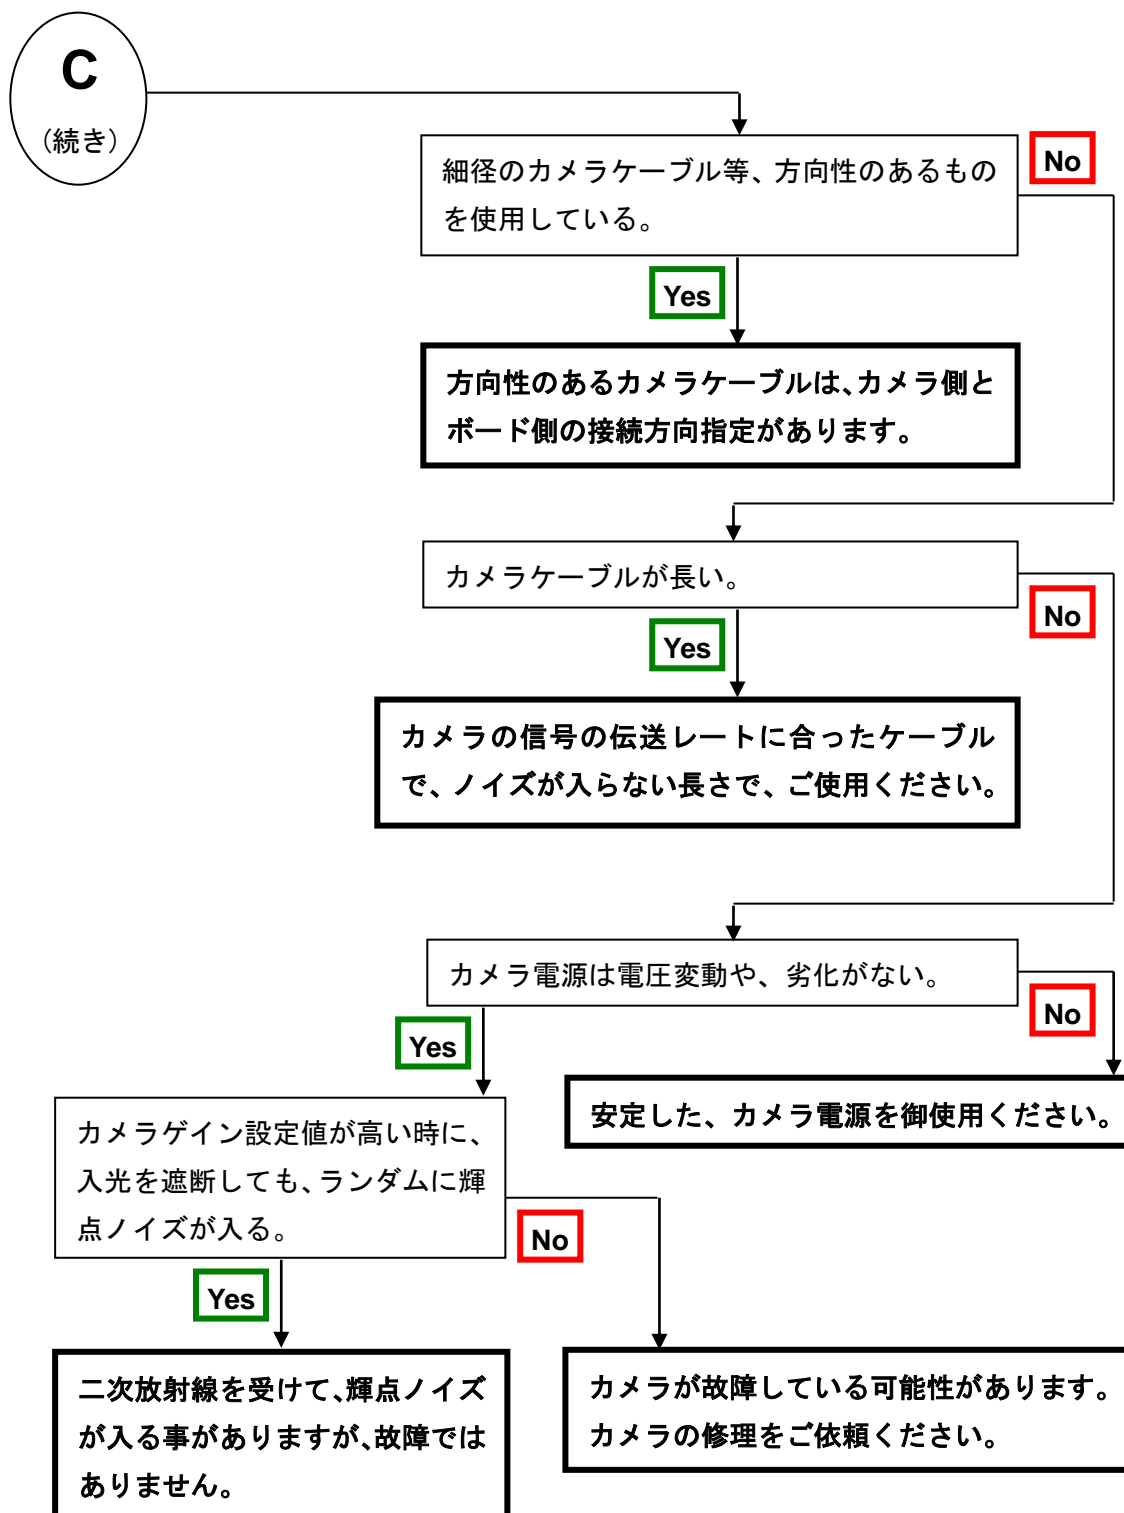 C
(続き)
細径のカメラケーブル等、方向性のあるもの
を使用している。
No
Yes
方向性のあるカメラケーブルは、カメラ側と
ボード側の接続方向指定があります。
カメラケーブルが長い。
No
Yes
カメラの信号の伝送レートに合ったケーブル
で、ノイズが入らない長さで、ご使用ください。
カメラ電源は電圧変動や、劣化がない。
No
Yes
安定した、カメラ電源を御使用ください。
カメラゲイン設定値が高い時に、
入光を遮断しても、ランダムに輝
点ノイズが入る。
No
Yes
二次放射線を受けて、輝点ノイズ
が入る事がありますが、故障では
ありません。
カメラが故障している可能性があります。
カメラの修理をご依頼ください。